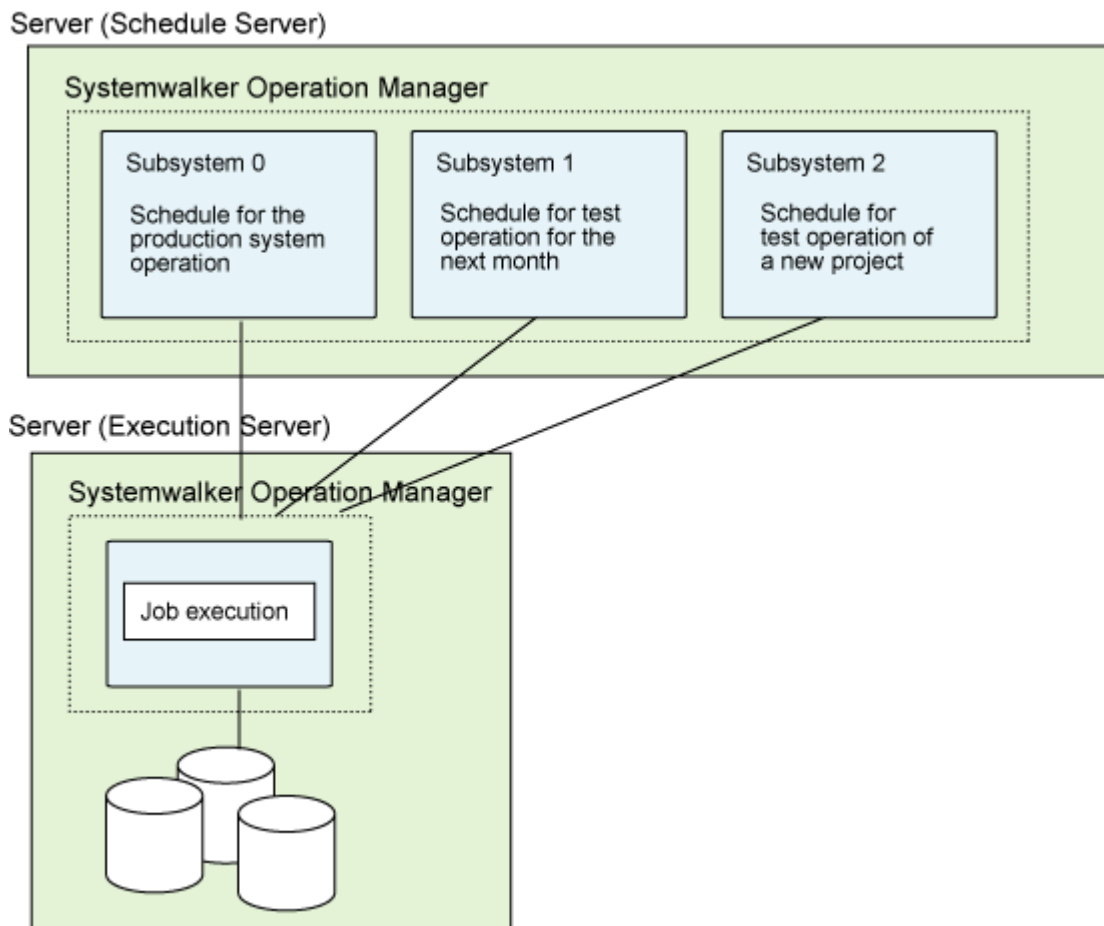 Server (Schedule Server)
Systemwalker Operation Manager
Subsystem 0
Schedule for the
production system
operation
Subsystem 1
Schedule for test
operation for the
next month
Subsystem 2
Schedule for
test operation of
a new project
Server (Execution Server)
Systemwalker Operation Manager
Job execution